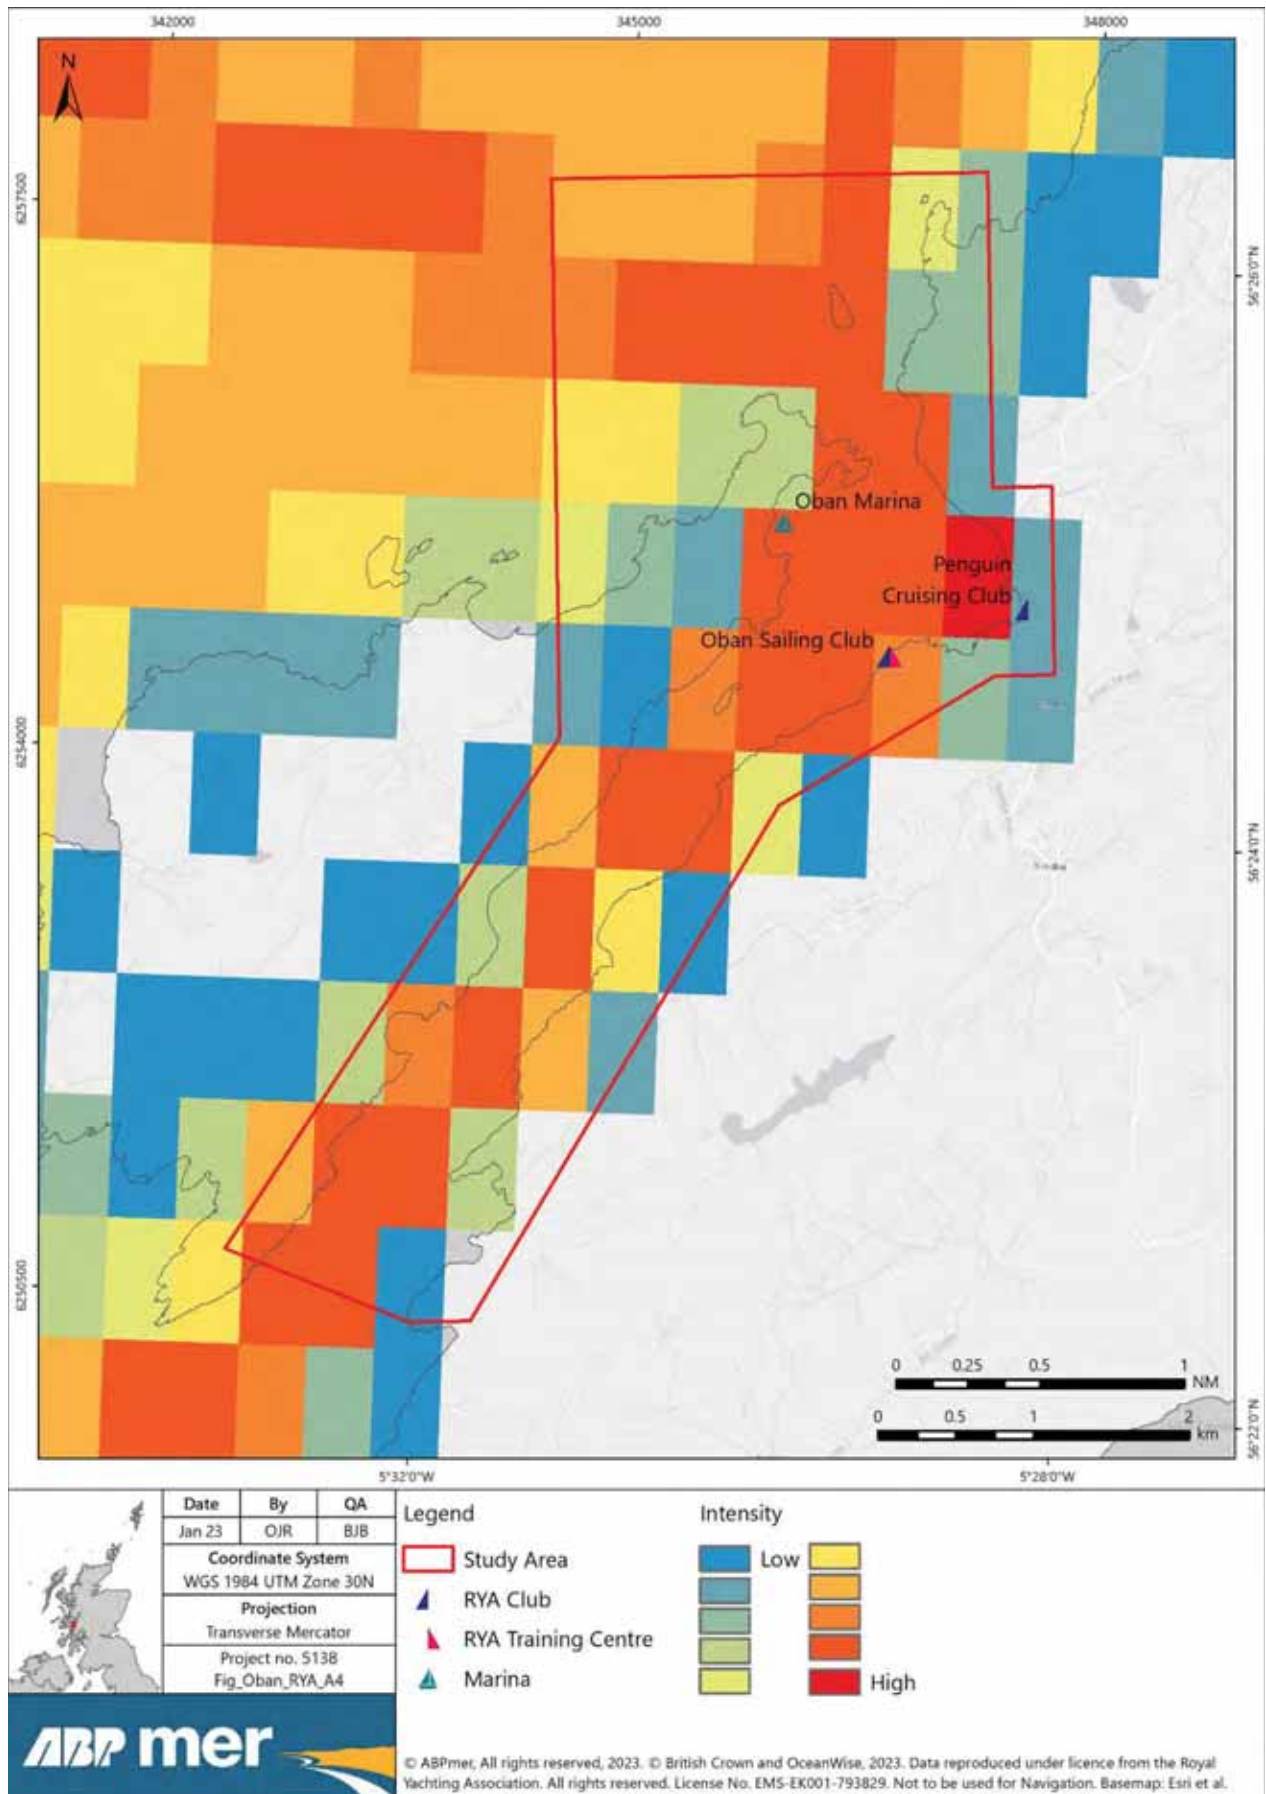 342000
345000
348000
N
6257500
56°26'0"N
Oban Marina
Penguin
Cruising Club
Oban Sailing Club
6254000
56°24'0"N
6250500
0 0.25 0.5 1
NM
0 0.5 1 2
km
56°22'0"N
5°32'0"W
5°28'0"W
Date By QA
Jan 23 OJR BJB
Coordinate System
WGS 1984 UTM Zone 30N
Projection
Transverse Mercator
Project no. 5138
Fig_Oban_RYA_A4
ABP mer
Legend
Study Area
RYA Club
RYA Training Centre
Marina
Intensity
Low
High
© ABPmer, All rights reserved, 2023. © British Crown and OceanWise, 2023. Data reproduced under licence from the Royal
Yachting Association. All rights reserved. License No. EMS-EK001-793829. Not to be used for Navigation. Basemap: Esri et al.